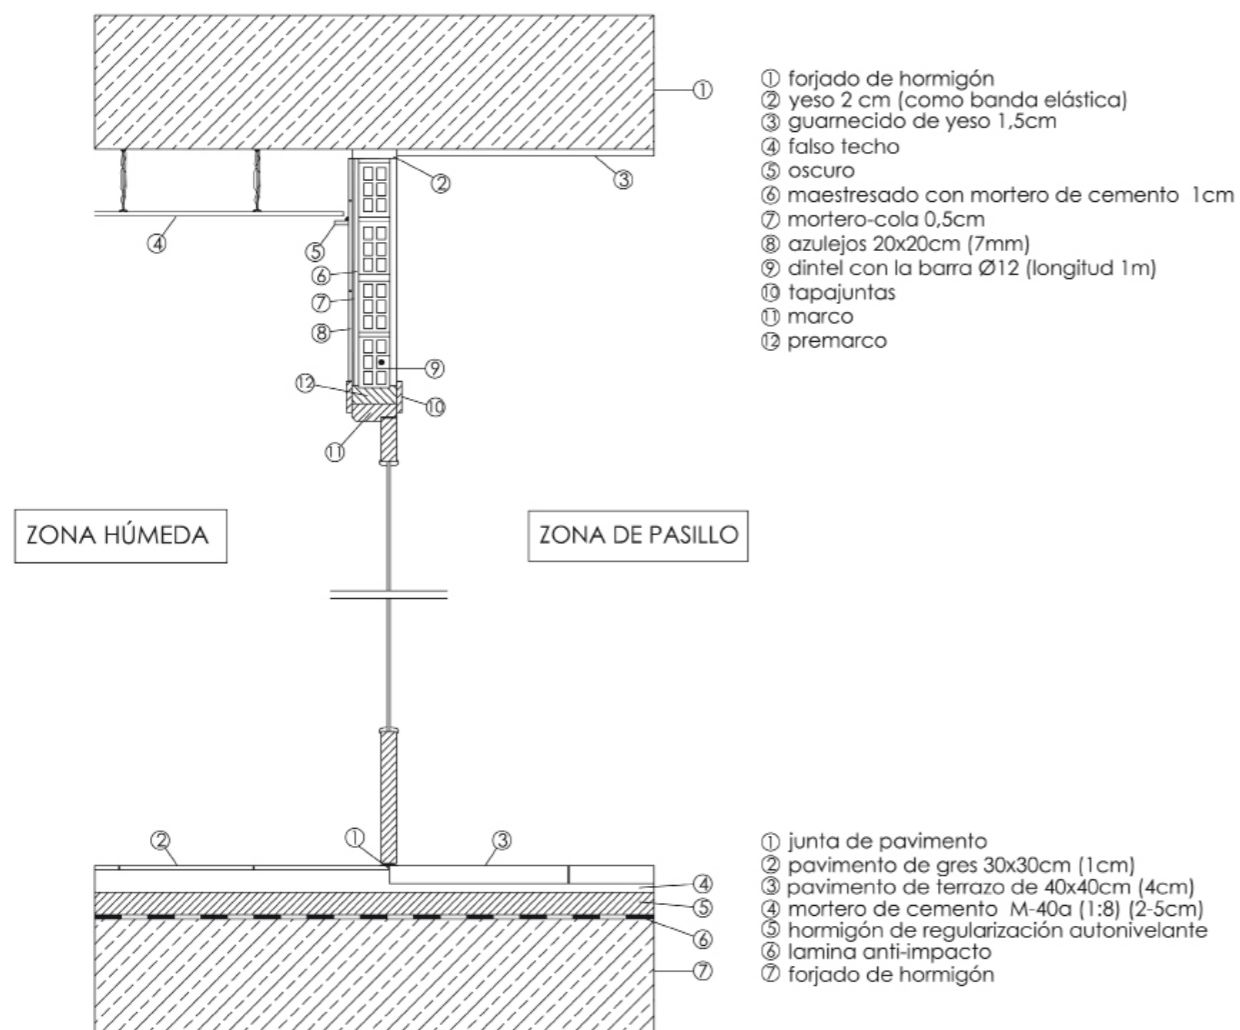 ① forjado de hormigón
② yeso 2 cm (como banda elástica)
③ guarnecido de yeso 1,5cm
④ falso techo
⑤ oscuro
⑥ maestresado con mortero de cemento 1cm
⑦ mortero-cola 0,5cm
⑧ azulejos 20x20cm (7mm)
⑨ dintel con la barra Ø12 (longitud 1m)
⑩ tapajuntas
⑪ marco
⑫ premarco
①
②
③
④
⑤
⑥
⑦
⑧
⑨
⑫
⑩
⑪
ZONA HÚMEDA
ZONA DE PASILLO
②
①
③
④
⑤
⑥
⑦
① junta de pavimento
② pavimento de gres 30x30cm (1cm)
③ pavimento de terrazo de 40x40cm (4cm)
④ mortero de cemento M-40a (1:8) (2-5cm)
⑤ hormigón de regularización autonivelante
⑥ lamina anti-impacto
⑦ forjado de hormigón